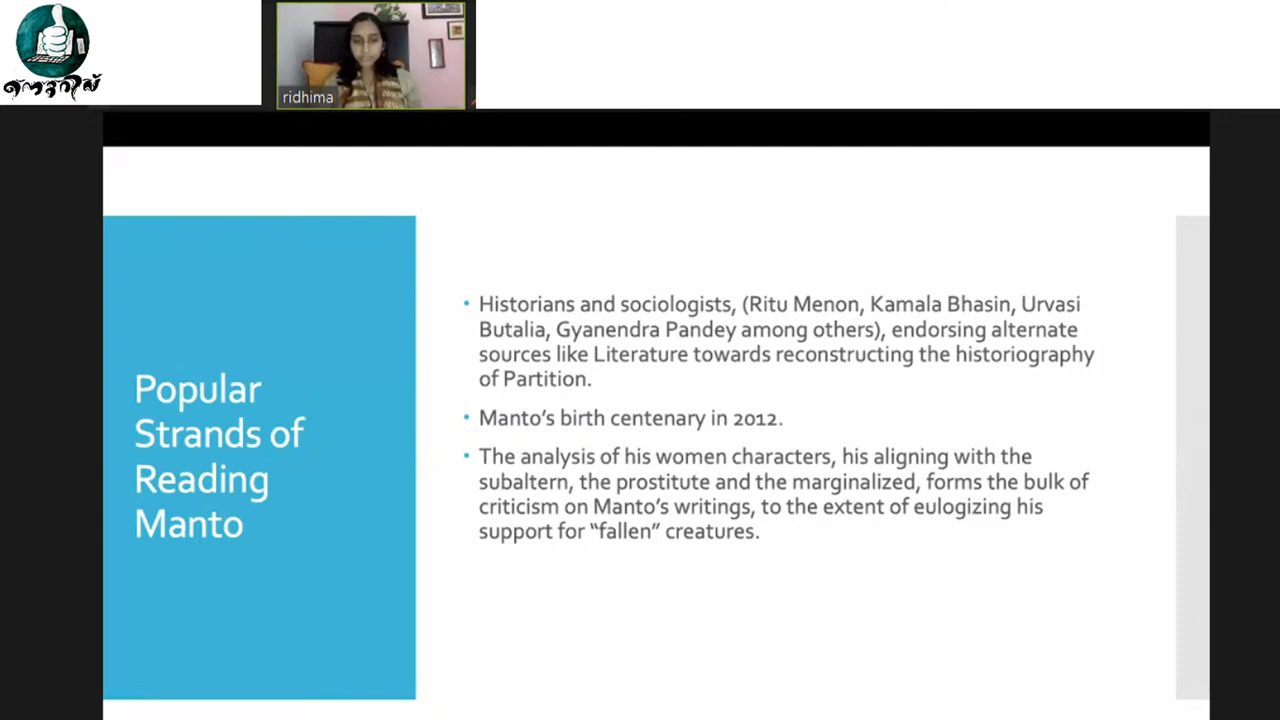 ridhima
Popular
Strands of
Reading
Manto
• Historians and sociologists, (Ritu Menon, Kamala Bhasin, Urvasi
Butalia, Gyanendra Pandey among others), endorsing alternate
sources like Literature towards reconstructing the historiography
of Partition.
• Manto's birth centenary in 2012.
• The analysis of his women characters, his aligning with the
subaltern, the prostitute and the marginalized, forms the bulk of
criticism on Manto's writings, to the extent of eulogizing his
support for “fallen” creatures.